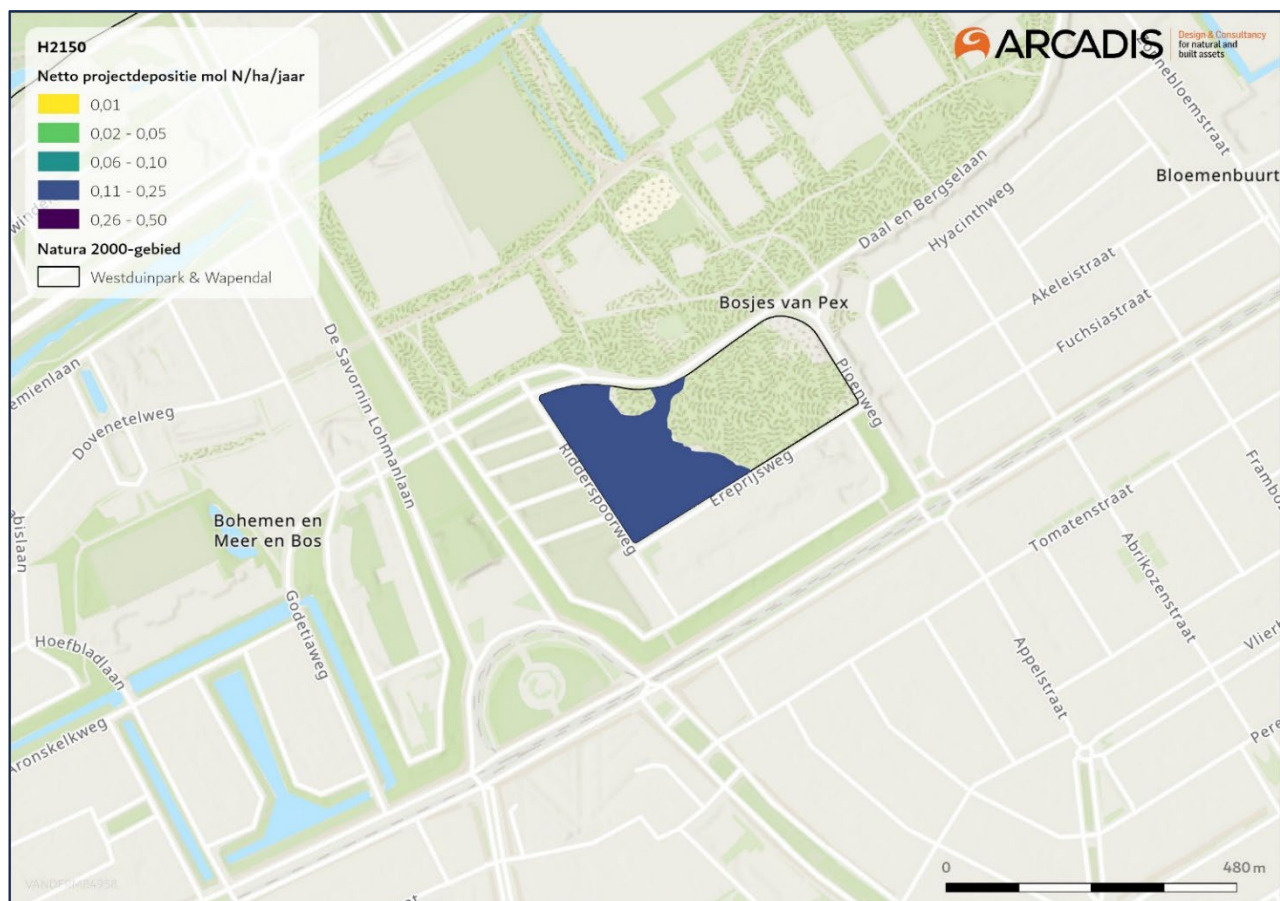 H2150
Netto projectdepositie mol N/ha/jaar
0,01
0,02 - 0,05
0,06 - 0,10
0,11 - 0,25
0,26 - 0,50
Natura 2000-gebied
Westduinpark & Wapendal
ARCADIS
Design & Consultancy
for natural and
built assets
Bloemenbuurt
Daal en Bergselaan
Hyacinthweg
Akeleistraat
Fuchsiastraat
Bosjes van Pex
Pioenweg
De Savornin Lohmanlaan
Dovenetelweg
Ridderspoorweg
Ereprijsweg
Bohemen en
Meer en Bos
Tomatenstraat
Abrikozenstraat
Godetiaweg
Hoefbladlaan
Aronskelkweg
Appelstraat
0
480 m